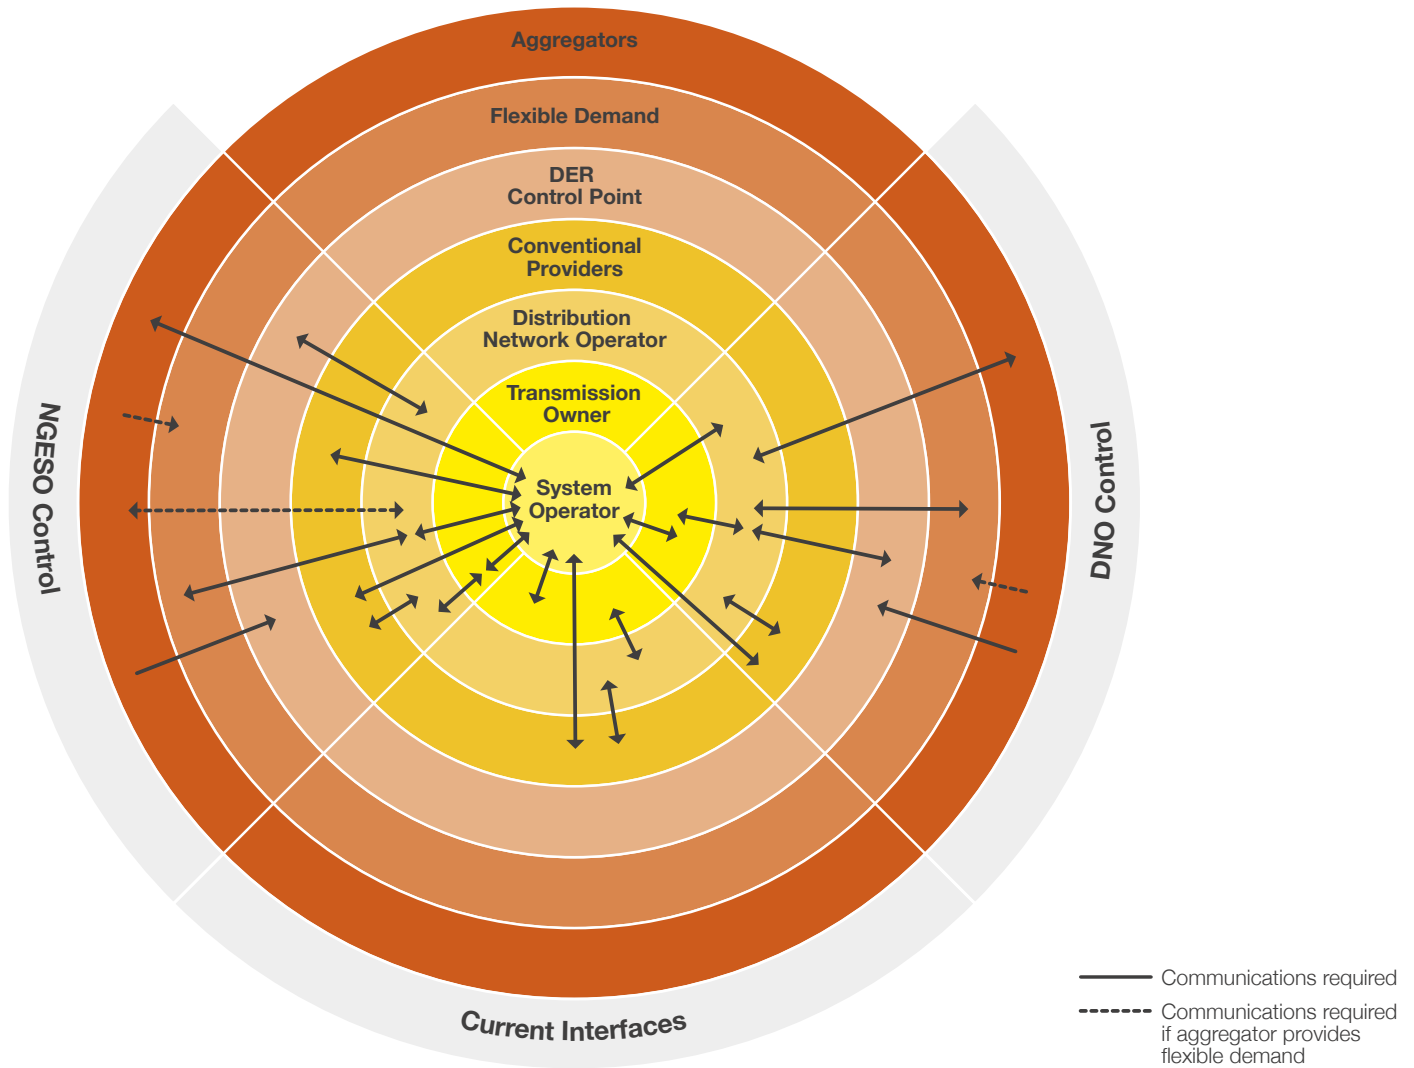 Aggregators
Flexible Demand
DER
Control Point
Conventional
Providers
Distribution
Network Operator
Transmission
Owner
System
Operator
NGESO Control
DNO Control
Current Interfaces
Communications required
Communications required
if aggregator provides
flexible demand